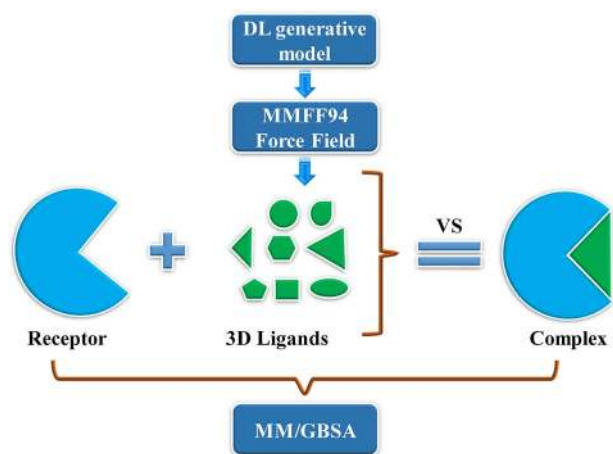 DL generative
model
MMFF94
Force Field
VS
Receptor
3D Ligands
Complex
MM/GBSA